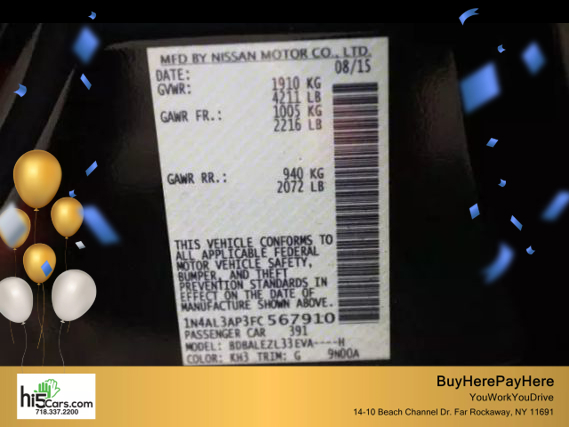 MFD BY NISSAN MOTOR CO., LTD.
DATE: 08/15
GVWR: 1910 KG
4211 LB
GAWR FR.: 1005 KG
2216 LB
GAWR RR.: 940 KG
2072 LB
THIS VEHICLE CONFORMS TO
ALL APPLICABLE FEDERAL
MOTOR VEHICLE SAFETY,
BUMPER, AND THEFT
PREVENTION STANDARDS IN
EFFECT ON THE DATE OF
MANUFACTURE SHOWN ABOVE.
1N4AL3AP3FC567910
PASSENGER CAR 391
MODEL: BDBALEZL33EVA----H
COLOR: KH3 TRIM: G 9N00A
hi5Cars.com
718.337.2200
BuyHerePayHere
YouWorkYouDrive
14-10 Beach Channel Dr. Far Rockaway, NY 11691